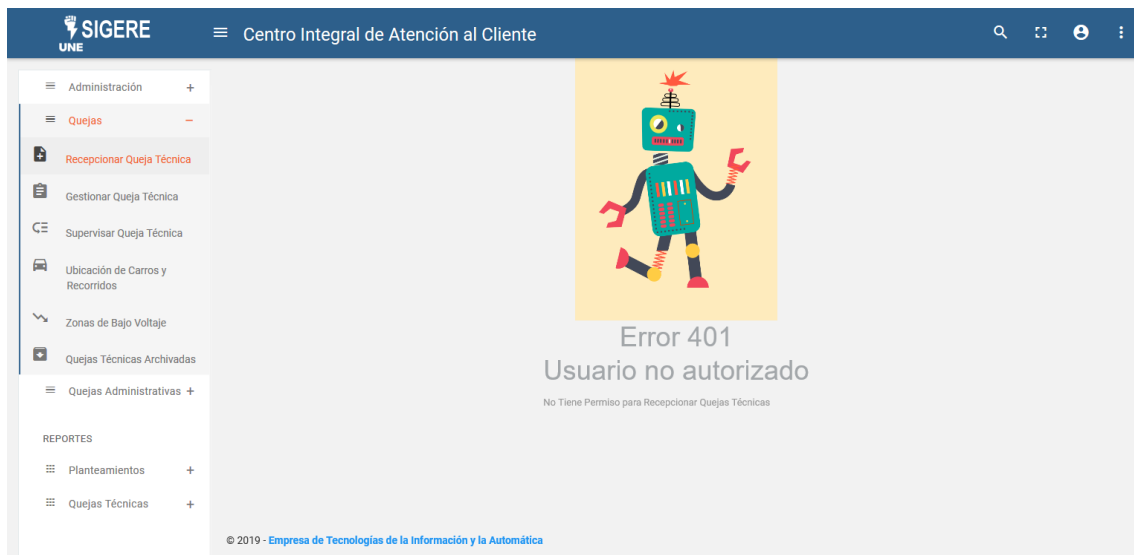 SIGERE
UNE
Centro Integral de Atención al Cliente
Administración
Quejas
Recepcionar Queja Técnica
Gestionar Queja Técnica
Supervisar Queja Técnica
Ubicación de Carros y
Recorridos
Zonas de Bajo Voltaje
Quejas Técnicas Archivadas
Quejas Administrativas
REPORTES
Planteamientos
Quejas Técnicas
Error 401
Usuario no autorizado
No Tiene Permiso para Recepcionar Quejas Técnicas
© 2019 - Empresa de Tecnologías de la Información y la Automática